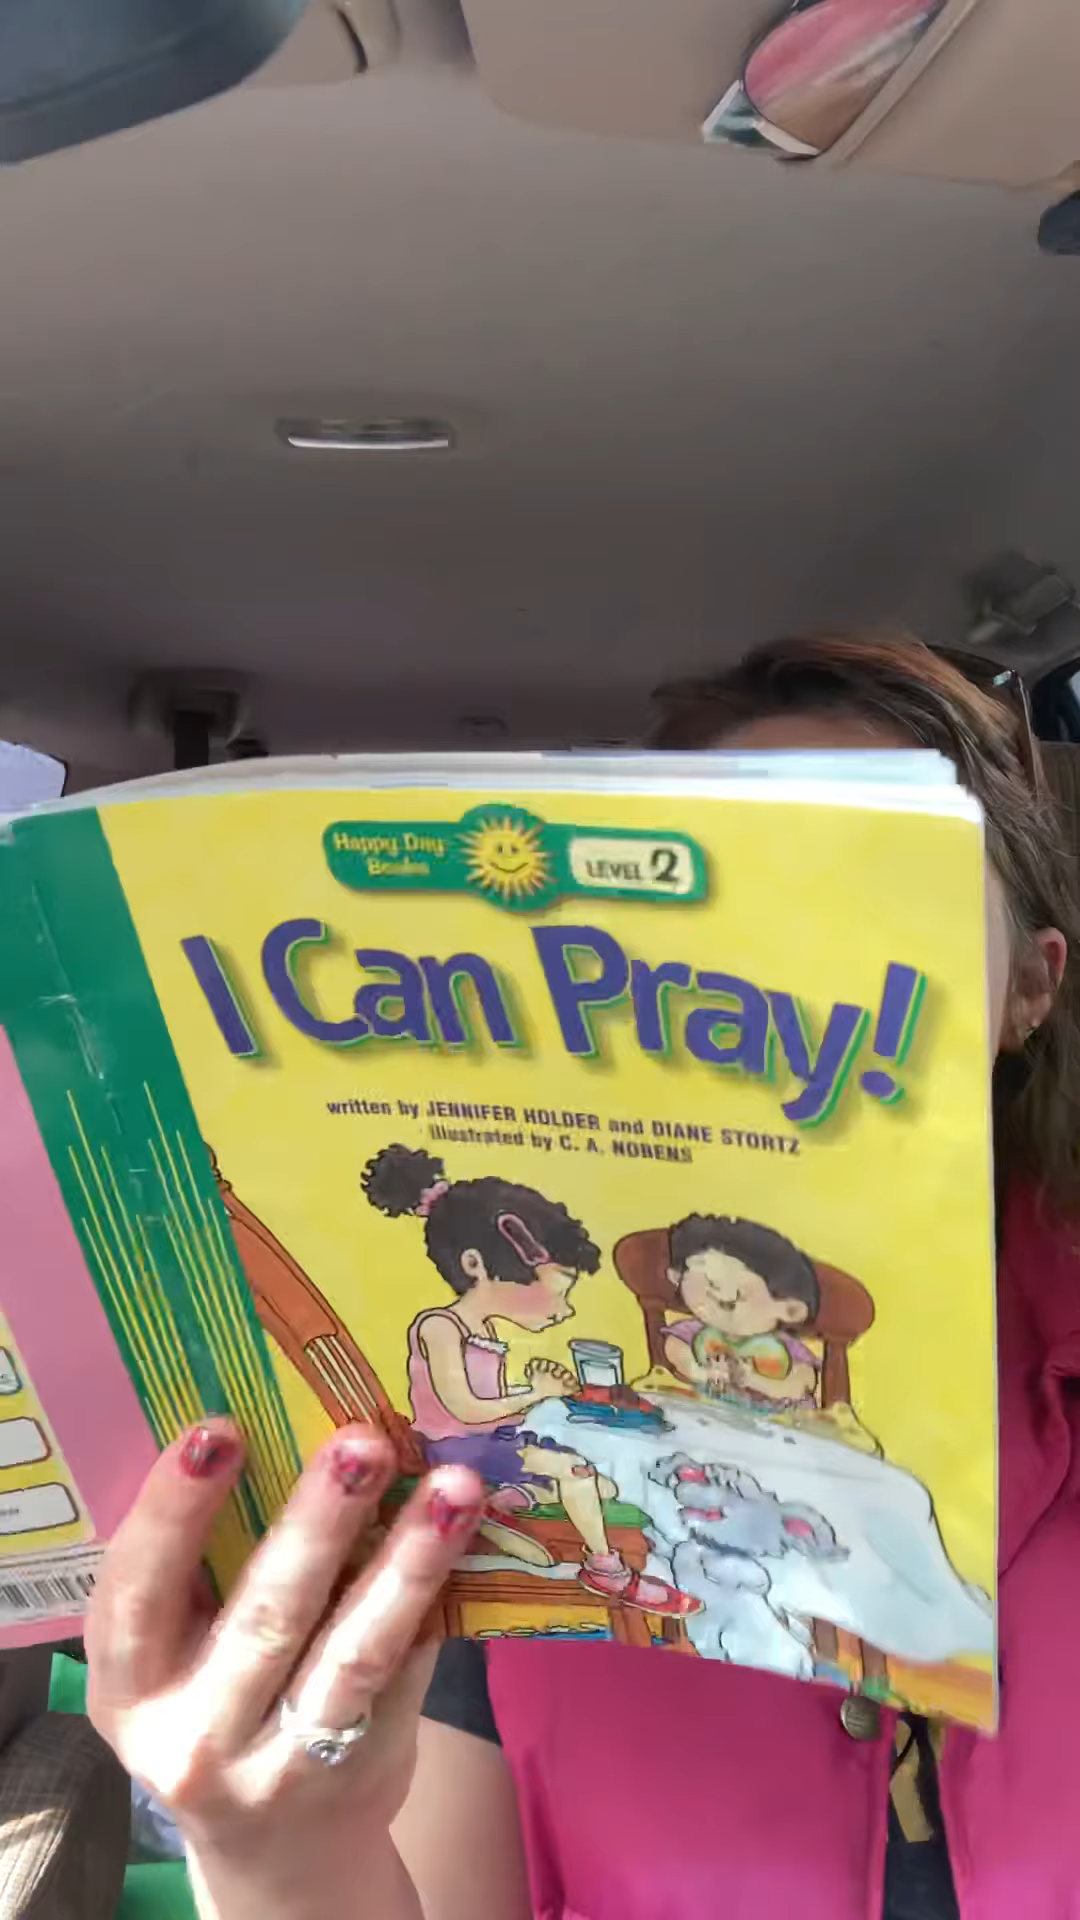 Happy Day
Books
LEVEL 2
I Can Pray!
written by JENNIFER HOLDER and DIANE STORTZ
illustrated by C. A. NOBENS